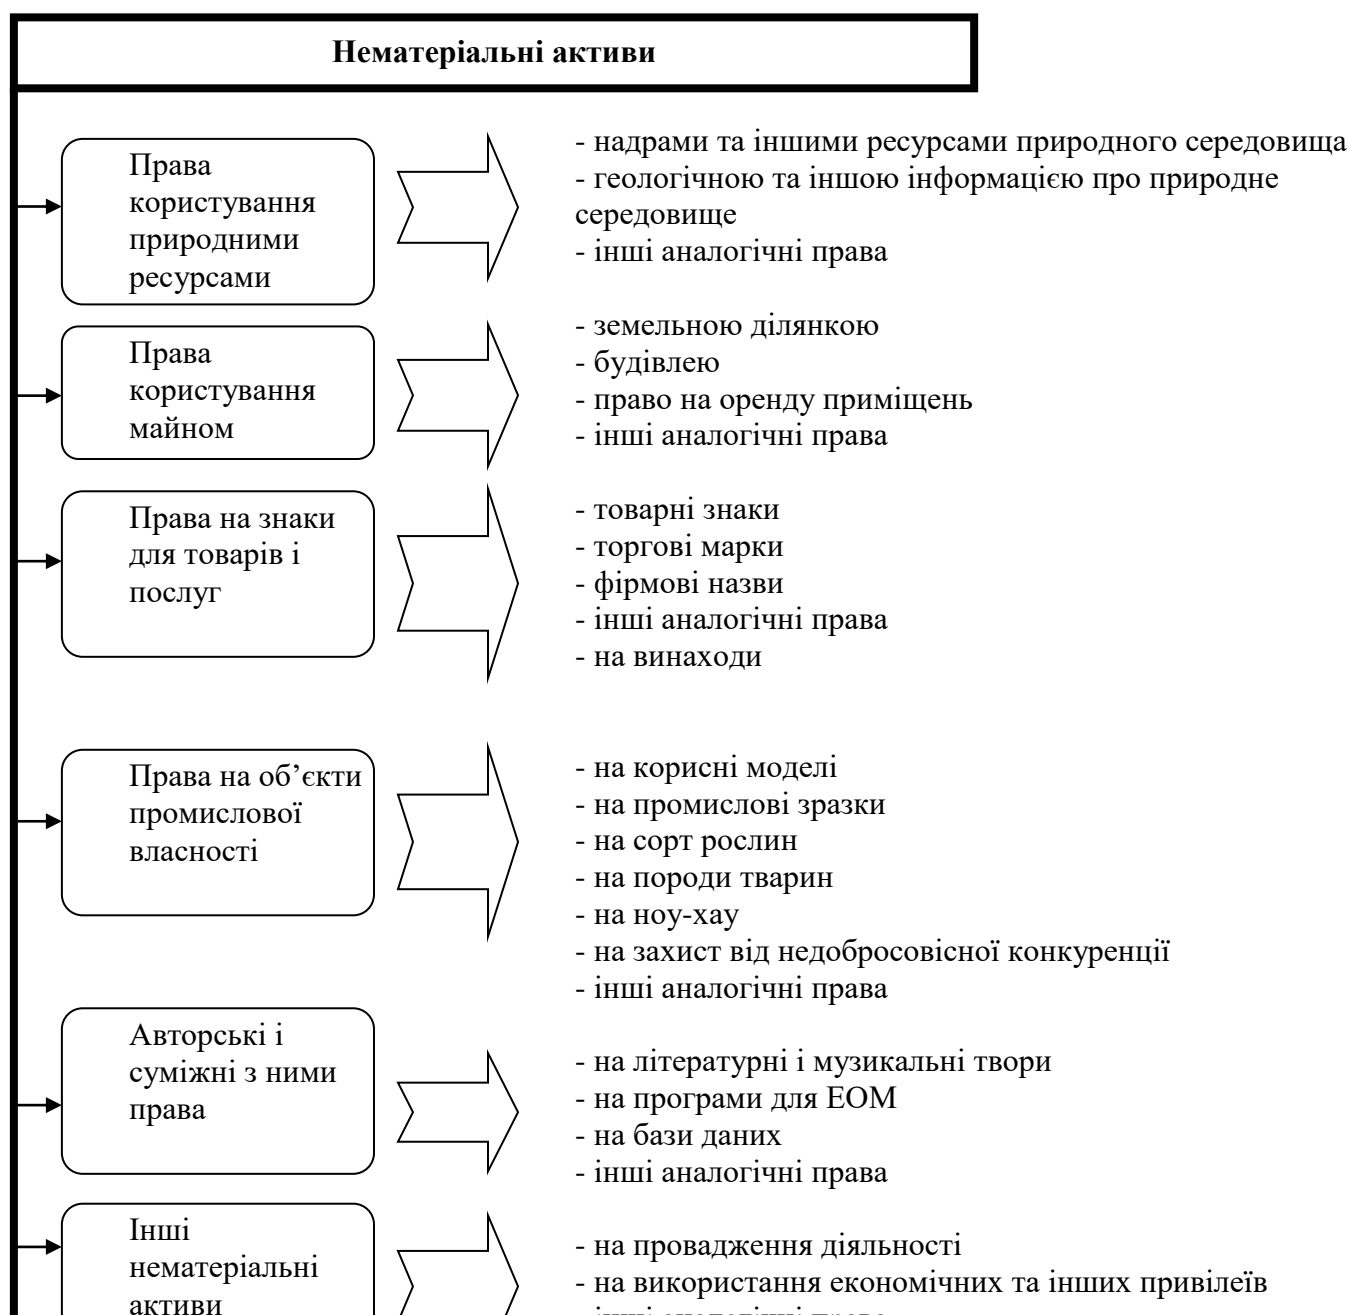 Нематеріальні активи
Права
користування
природними
ресурсами
- надрами та іншими ресурсами природного середовища
- геологічною та іншою інформацією про природне
середовище
- інші аналогічні права
Права
користування
майном
- земельною ділянкою
- будівлею
- право на оренду приміщень
- інші аналогічні права
Права на знаки
для товарів і
послуг
- товарні знаки
- торгові марки
- фірмові назви
- інші аналогічні права
- на винаходи
Права на об’єкти
промислової
власності
- на корисні моделі
- на промислові зразки
- на сорт рослин
- на породи тварин
- на ноу-хау
- на захист від недобросовісної конкуренції
- інші аналогічні права
Авторські і
суміжні з ними
права
- на літературні і музикальні твори
- на програми для ЕОМ
- на бази даних
- інші аналогічні права
Інші
нематеріальні
активи
- на провадження діяльності
- на використання економічних та інших привілеїв
- інші аналогічні права